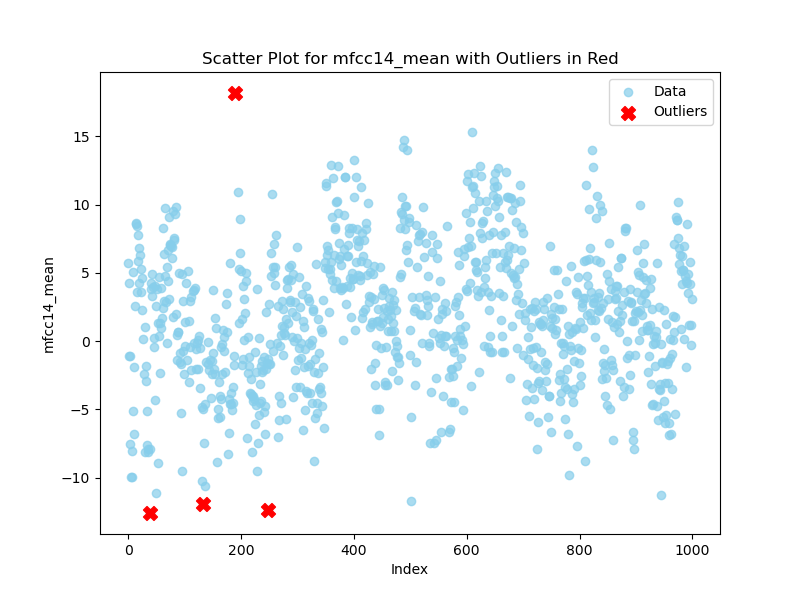 Scatter Plot for mfcc14_mean with Outliers in Red
Data
Outliers
mfcc14_mean
15
10
5
0
−5
−10
0
200
400
600
800
1000
Index